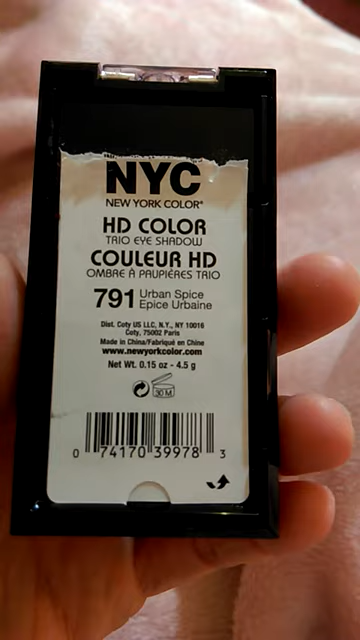 NYC
NEW YORK COLOR®
HD COLOR
TRIO EYE SHADOW
COULEUR HD
OMBRE À PAUPIÉRES TRIO
791 Urban Spice
Epice Urbaine
Dist. Coty US LLC, N.Y., NY 10016
Coty, 75002 Paris
Made in China/Fabriqué en Chine
www.newyorkcolor.com
Net Wt. 0.15 oz - 4.5 g
30 M
0 74170 39978 3